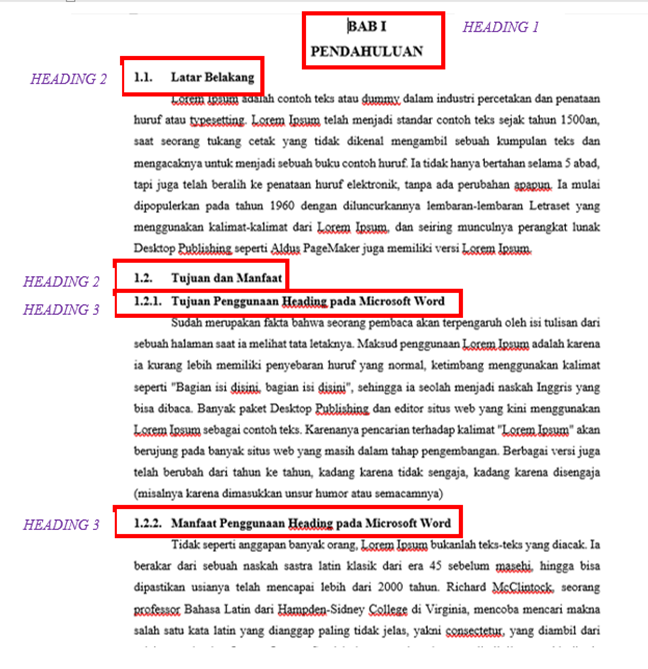 BAB I HEADING 1
PENDAHULUAN
HEADING 2 1.1. Latar Belakang
Lorem Ipsum adalah contoh teks atau dummy dalam industri percetakan dan penataan
huruf atau typesetting. Lorem Ipsum telah menjadi standar contoh teks sejak tahun 1500an,
saat seorang tukang cetak yang tidak dikenal mengambil sebuah kumpulan teks dan
mengacaknya untuk menjadi sebuah buku contoh huruf. Ia tidak hanya bertahan selama 5 abad,
tapi juga telah beralih ke penataan huruf elektronik, tanpa ada perubahan apapun. Ia mulai
dipopulerkan pada tahun 1960 dengan diluncurkannya lembaran-lembaran Letraset yang
menggunakan kalimat-kalimat dari Lorem Ipsum, dan seiring munculnya perangkat lunak
Desktop Publishing seperti Aldus PageMaker juga memiliki versi Lorem Ipsum.
HEADING 2 1.2. Tujuan dan Manfaat
HEADING 3 1.2.1. Tujuan Penggunaan Heading pada Microsoft Word
Sudah merupakan fakta bahwa seorang pembaca akan terpengaruh oleh isi tulisan dari
sebuah halaman saat ia melihat tata letaknya. Maksud penggunaan Lorem Ipsum adalah karena
ia kurang lebih memiliki penyebaran huruf yang normal, ketimbang menggunakan kalimat
seperti "Bagian isi disini, bagian isi disini", sehingga ia seolah menjadi naskah Inggris yang
bisa dibaca. Banyak paket Desktop Publishing dan editor situs web yang kini menggunakan
Lorem Ipsum sebagai contoh teks. Karenanya pencarian terhadap kalimat "Lorem Ipsum" akan
berujung pada banyak situs web yang masih dalam tahap pengembangan. Berbagai versi juga
telah berubah dari tahun ke tahun, kadang karena tidak sengaja, kadang karena disengaja
(misalnya karena dimasukkan unsur humor atau semacamnya)
HEADING 3 1.2.2. Manfaat Penggunaan Heading pada Microsoft Word
Tidak seperti anggapan banyak orang, Lorem Ipsum bukanlah teks-teks yang diacak. Ia
berakar dari sebuah naskah sastra latin klasik dari era 45 sebelum masehi, hingga bisa
dipastikan usianya telah mencapai lebih dari 2000 tahun. Richard McClintock, seorang
professor Bahasa Latin dari Hampden-Sidney College di Virginia, mencoba mencari makna
salah satu kata latin yang dianggap paling tidak jelas, yakni consectetur, yang diambil dari